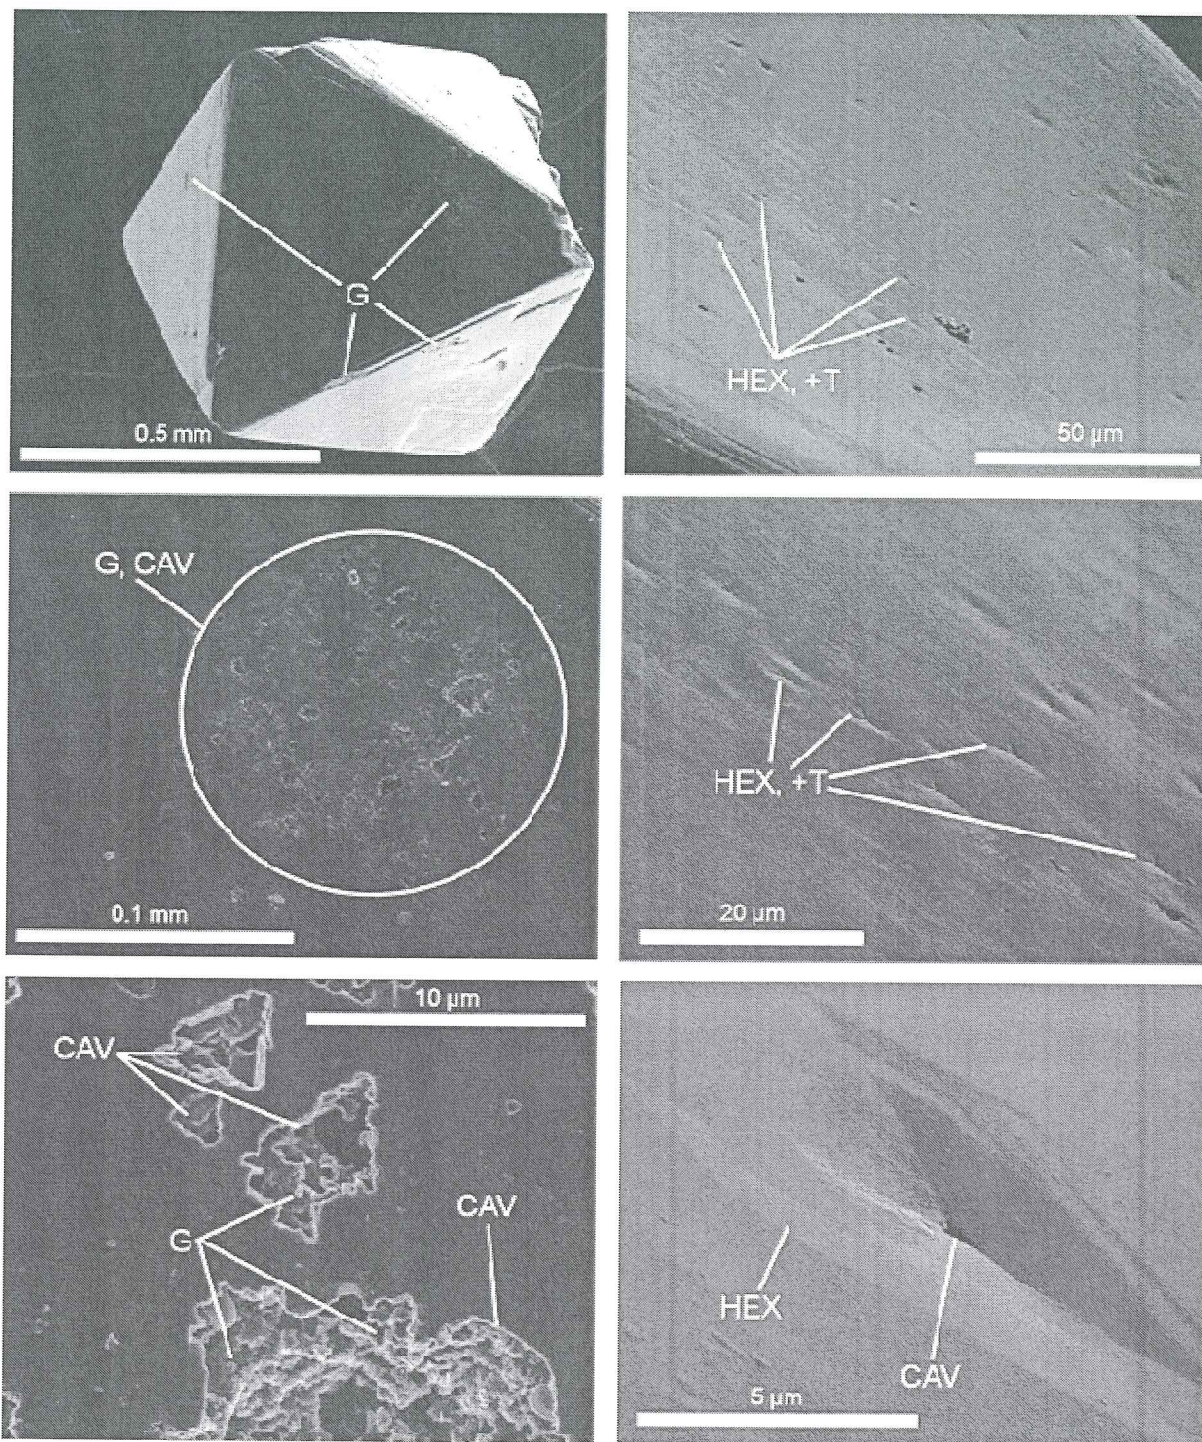 G
0.5 mm
HEX, +T
50 µm
G, CAV
0.1 mm
HEX, +T
20 µm
10 µm
CAV
CAV
G
HEX
CAV
5 µm